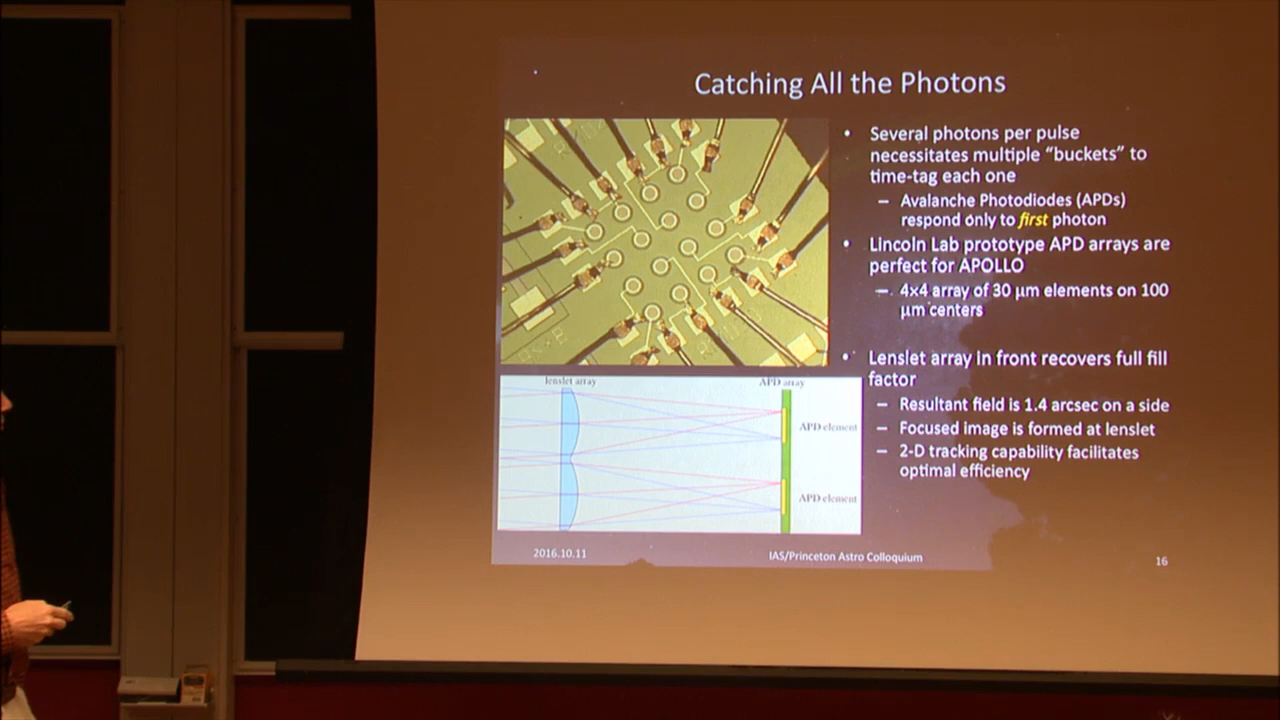 Catching All the Photons
• Several photons per pulse
necessitates multiple “buckets” to
time-tag each one
– Avalanche Photodiodes (APDs)
respond only to first photon
• Lincoln Lab prototype APD arrays are
perfect for APOLLO
– 4x4 array of 30 μm elements on 100
μm centers
• Lenslet array in front recovers full fill
factor
– Resultant field is 1.4 arcsec on a side
– Focused image is formed at lenslet
– 2-D tracking capability facilitates
optimal efficiency
lenslet array
APD array
APD element
APD element
2016.10.11
IAS/Princeton Astro Colloquium
16